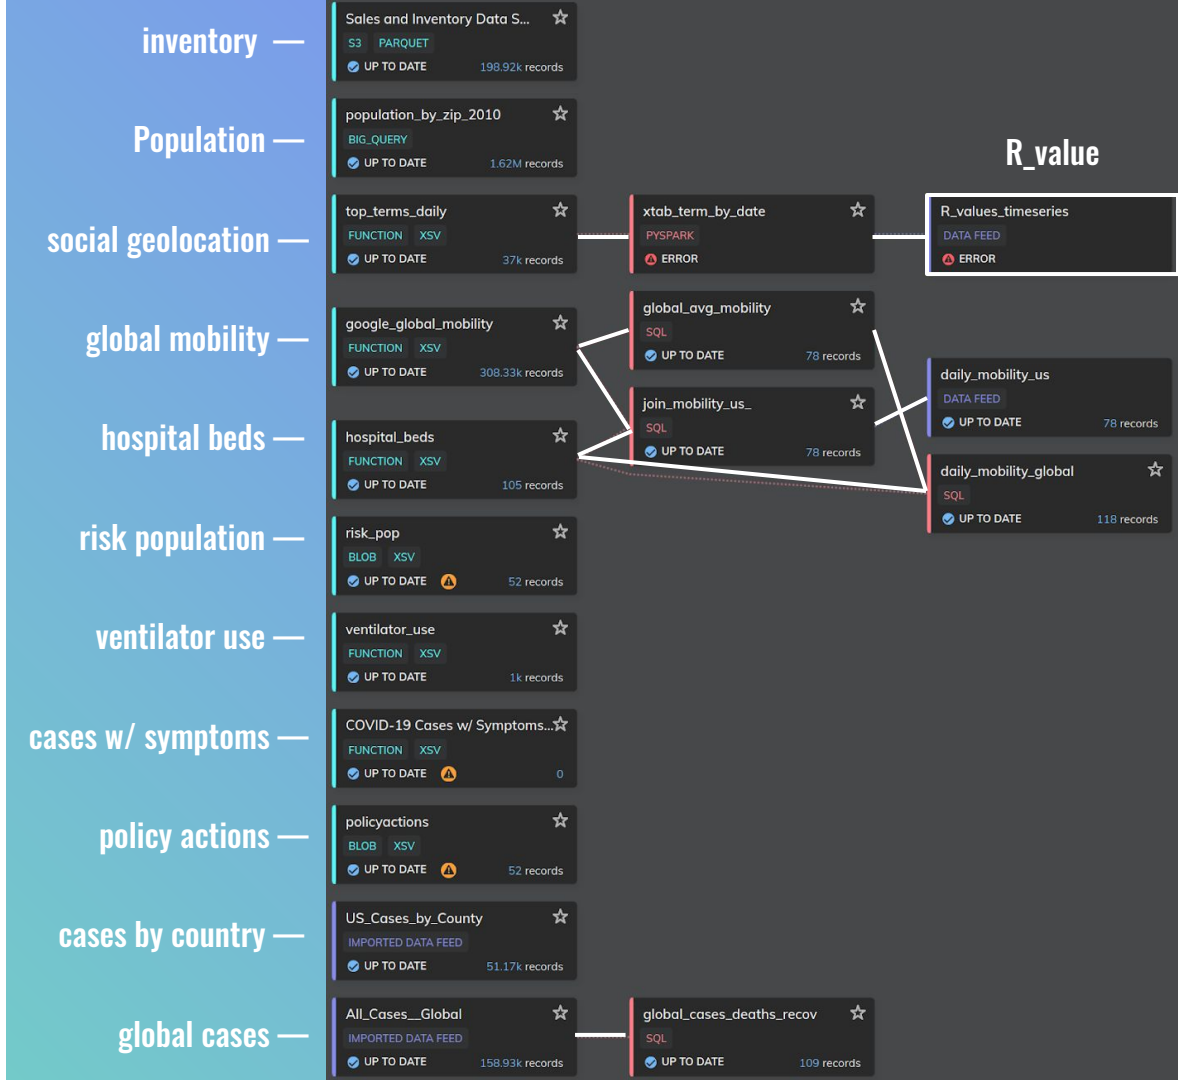 inventory
Sales and Inventory Data S...
S3 PARQUET
UP TO DATE 198.92k records
Population
population_by_zip_2010
BIG_QUERY
UP TO DATE 1.62M records
R_value
social geolocation
top_terms_daily
FUNCTION XSV
UP TO DATE 37k records
xtab_term_by_date
PYSPARK
ERROR
R_values_timeseries
DATA FEED
ERROR
global mobility
google_global_mobility
FUNCTION XSV
UP TO DATE 308.33k records
global_avg_mobility
SQL
UP TO DATE 78 records
join_mobility_us_
SQL
UP TO DATE 78 records
daily_mobility_us
DATA FEED
UP TO DATE 78 records
daily_mobility_global
SQL
UP TO DATE 118 records
hospital beds
hospital_beds
FUNCTION XSV
UP TO DATE 105 records
risk population
risk_pop
BLOB XSV
UP TO DATE 52 records
ventilator use
ventilator_use
FUNCTION XSV
UP TO DATE 1k records
cases w/ symptoms
COVID-19 Cases w/ Symptoms...
FUNCTION XSV
UP TO DATE 0
policy actions
policyactions
BLOB XSV
UP TO DATE 52 records
cases by country
US_Cases_by_County
IMPORTED DATA FEED
UP TO DATE 51.17k records
global cases
All_Cases__Global
IMPORTED DATA FEED
UP TO DATE 158.93k records
global_cases_deaths_recov
SQL
UP TO DATE 109 records